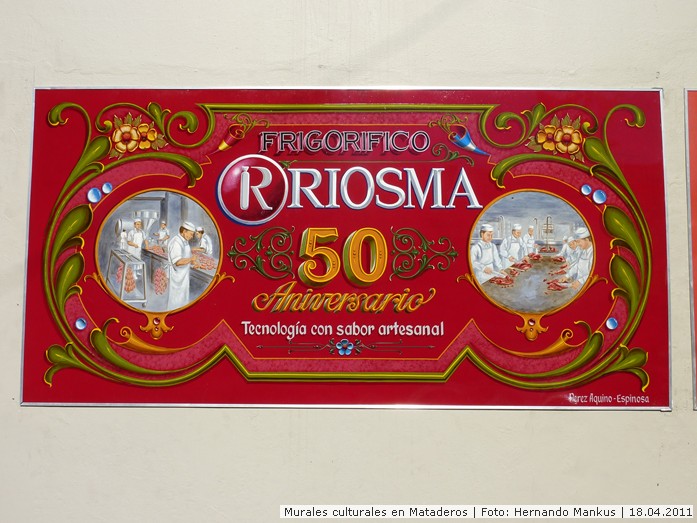 FRIGORIFICO
R RIOSMA
50
Aniversario
Tecnología con sabor artesanal
Perez Aquino - Espinosa
Murales culturales en Mataderos | Foto: Hernando Mankus | 18.04.2011